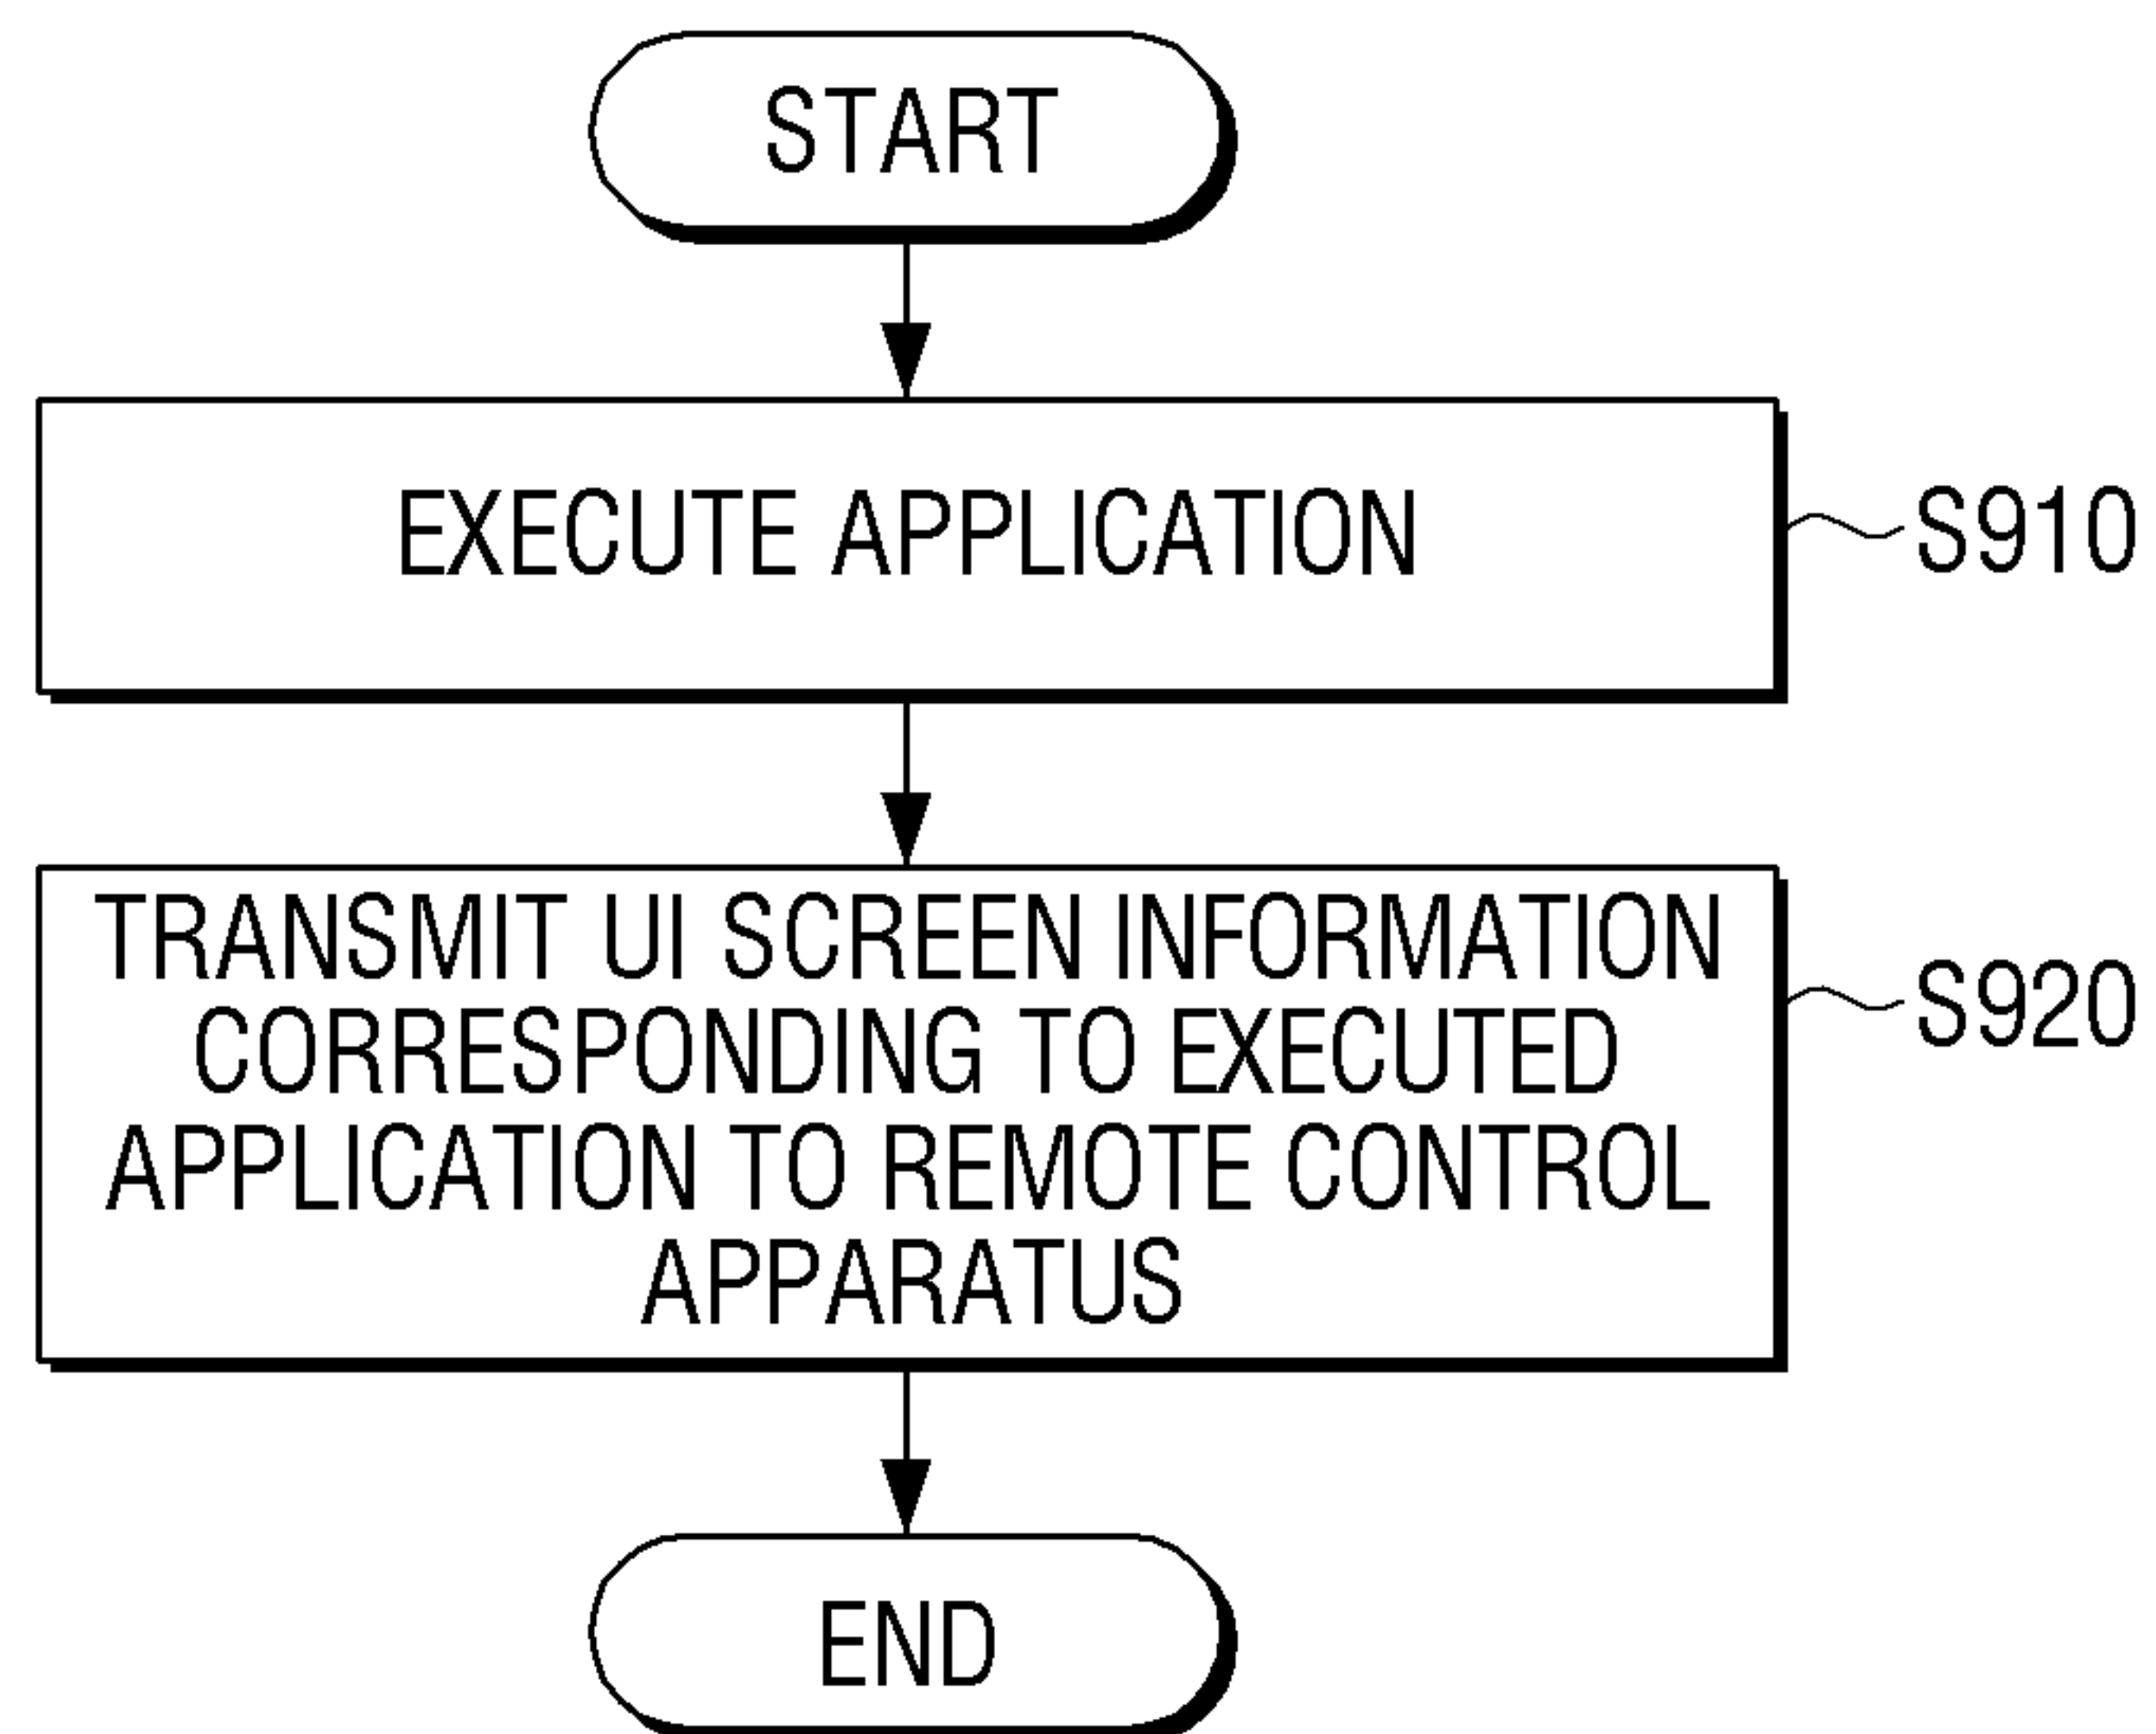 START
EXECUTE APPLICATION
S910
TRANSMIT UI SCREEN INFORMATION
CORRESPONDING TO EXECUTED
APPLICATION TO REMOTE CONTROL
APPARATUS
S920
END